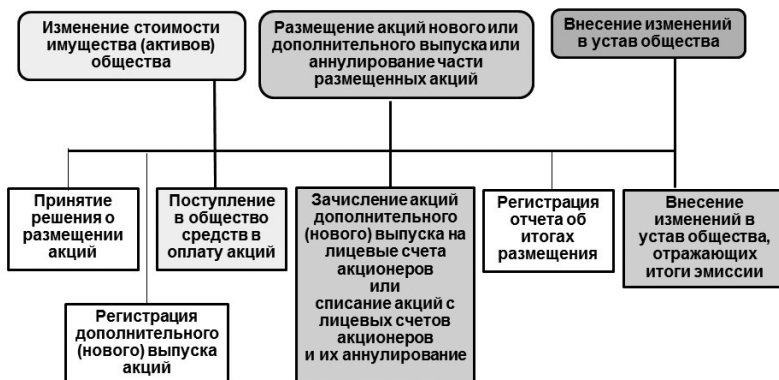 Изменение стоимости
имущества (активов)
общества
Размещение акций нового или
дополнительного выпуска или
аннулирование части
размещенных акций
Внесение изменений
в устав общества
Принятие
решения о
размещении
акций
Регистрация
дополнительного
(нового) выпуска
акций
Поступление
в общество
средств в
оплату акций
Зачисление акций
дополнительного
(нового) выпуска на
лицевые счета
акционеров
или
списание акций с
лицевых счетов
акционеров
и их аннулирование
Регистрация
отчета об
итогах
размещения
Внесение
изменений в
устав общества,
отражающих
итоги эмиссии